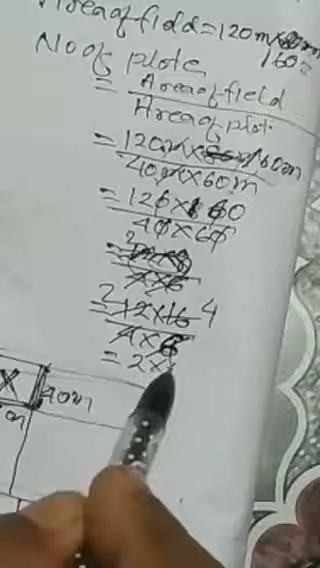 Area of field = 120m ×
160
No of plots
= Area of field
Area of plot
= 120m × 160m
40m × 60m
= 120 × 160
40 × 60
2
= 12 × 16 4
4 × 6
= 2 ×
40m